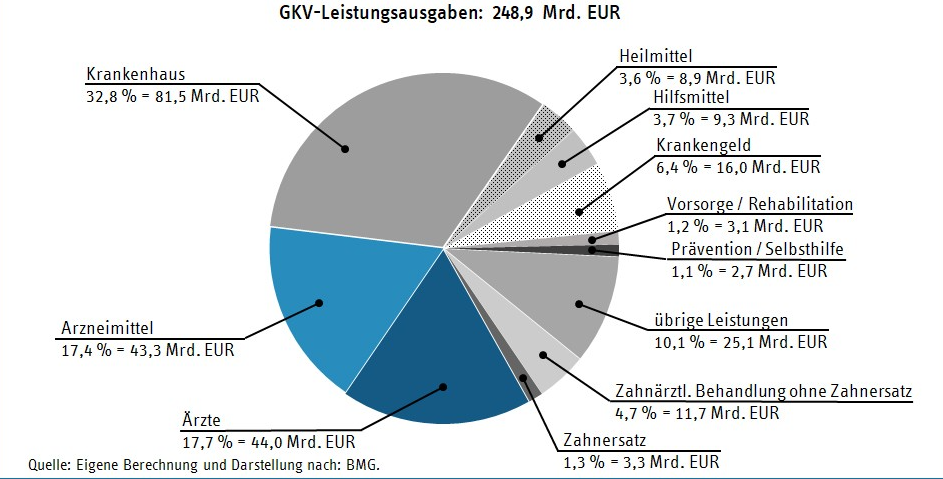 GKV-Leistungsausgaben: 248,9 Mrd. EUR
Heilmittel
3,6 % = 8,9 Mrd. EUR
Hilfsmittel
3,7 % = 9,3 Mrd. EUR
Krankengeld
6,4 % = 16,0 Mrd. EUR
Vorsorge / Rehabilitation
1,2 % = 3,1 Mrd. EUR
Prävention / Selbsthilfe
1,1 % = 2,7 Mrd. EUR
übrige Leistungen
10,1 % = 25,1 Mrd. EUR
Zahnärztl. Behandlung ohne Zahnersatz
4,7 % = 11,7 Mrd. EUR
Zahnersatz
1,3 % = 3,3 Mrd. EUR
Ärzte
17,7 % = 44,0 Mrd. EUR
Arzneimittel
17,4 % = 43,3 Mrd. EUR
Krankenhaus
32,8 % = 81,5 Mrd. EUR
Quelle: Eigene Berechnung und Darstellung nach: BMG.